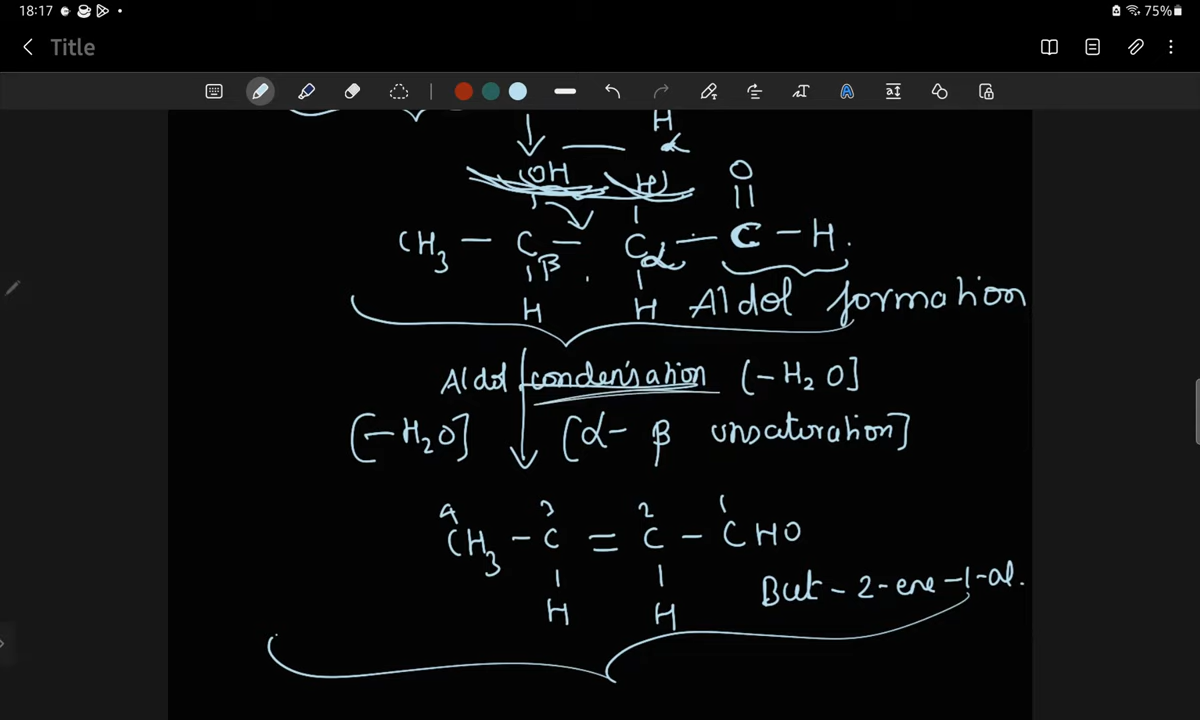 18:17
75%
Title
H
α
OH H
O
CH3 — C — C — C — H.
β α
H H Aldol formation
Aldol condensation (-H2O]
[-H2O] [α- β unsaturation]
4 3 2 1
CH3 - C = C - CHO
H H
But - 2-ene-1-al.